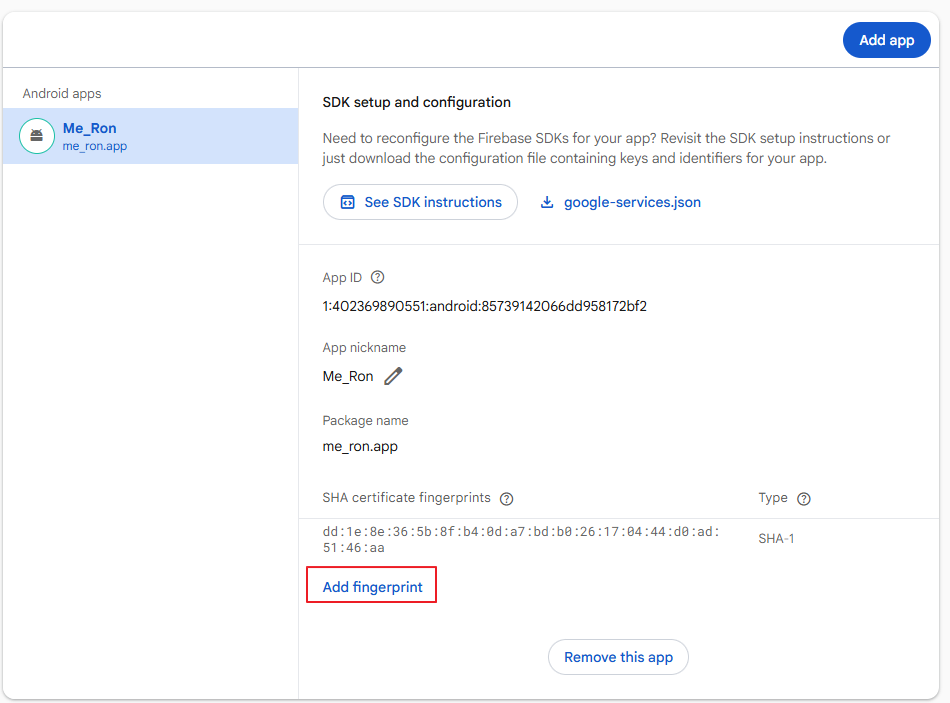 Add app
Android apps
Me_Ron
me_ron.app
SDK setup and configuration
Need to reconfigure the Firebase SDKs for your app? Revisit the SDK setup instructions or
just download the configuration file containing keys and identifiers for your app.
See SDK instructions
google-services.json
App ID
1:402369890551:android:85739142066dd958172bf2
App nickname
Me_Ron
Package name
me_ron.app
SHA certificate fingerprints
Type
dd:1e:8e:36:5b:8f:b4:0d:a7:bd:b0:26:17:04:44:d0:ad:
51:46:aa
SHA-1
Add fingerprint
Remove this app